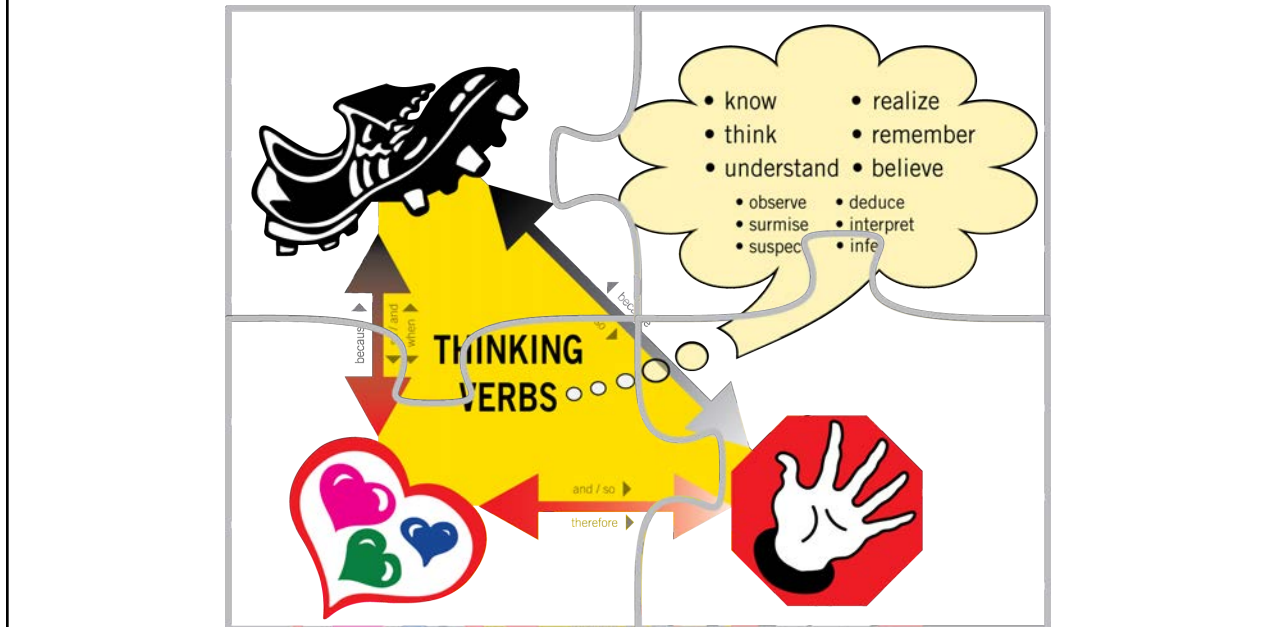 • know
• think
• understand
• realize
• remember
• believe
• observe
• surmise
• suspec
• deduce
• interpret
• infe
THINKING
VERBS
becaus
/ and
when
so
and / so
therefore